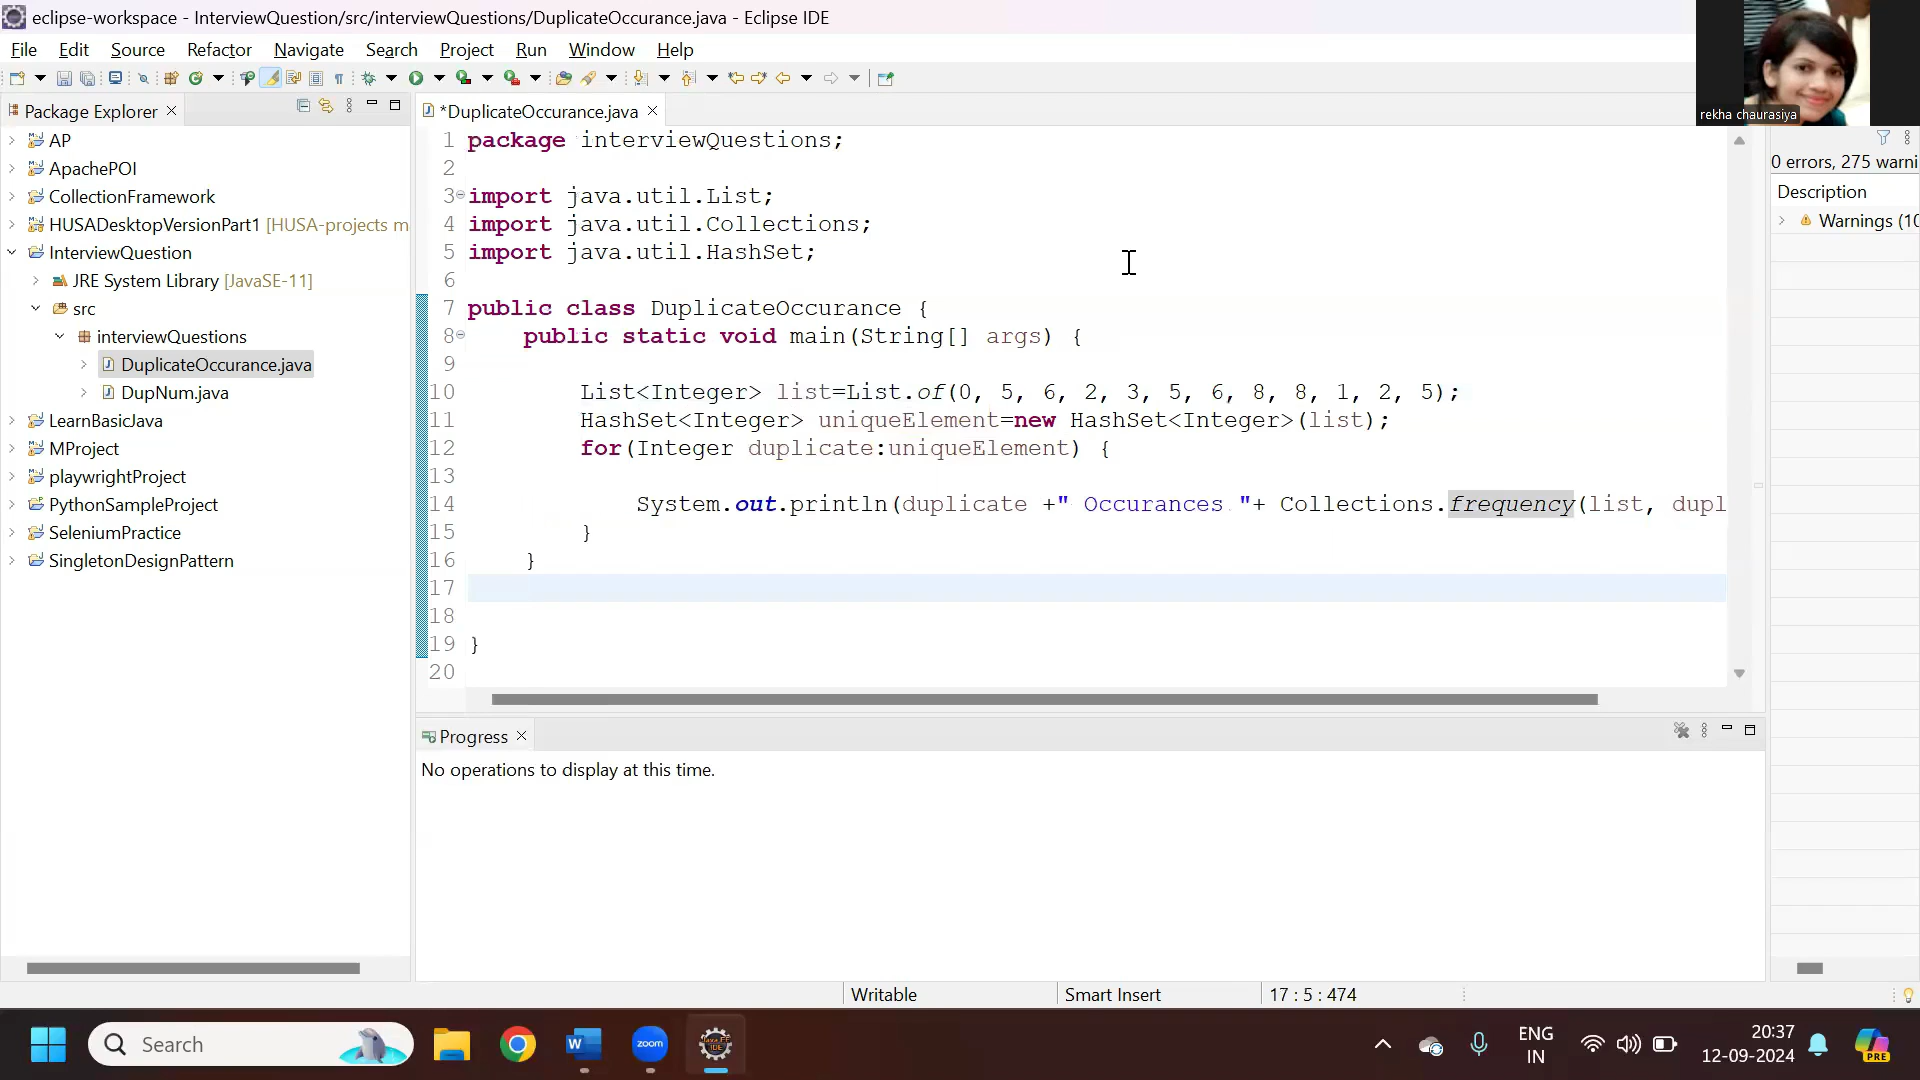 eclipse-workspace - InterviewQuestion/src/interviewQuestions/DuplicateOccurance.java - Eclipse IDE
File Edit Source Refactor Navigate Search Project Run Window Help
rekha chaurasiya
Package Explorer
*DuplicateOccurance.java
AP
ApachePOI
CollectionFramework
HUSADesktopVersionPart1 [HUSA-projects m
InterviewQuestion
JRE System Library [JavaSE-11]
src
interviewQuestions
DuplicateOccurance.java
DupNum.java
LearnBasicJava
MProject
playwrightProject
PythonSampleProject
SeleniumPractice
SingletonDesignPattern
1 package interviewQuestions;
2
3 import java.util.List;
4 import java.util.Collections;
5 import java.util.HashSet;
6
7 public class DuplicateOccurance {
8 public static void main(String[] args) {
9
10 List<Integer> list=List.of(0, 5, 6, 2, 3, 5, 6, 8, 8, 1, 2, 5);
11 HashSet<Integer> uniqueElement=new HashSet<Integer>(list);
12 for(Integer duplicate:uniqueElement) {
13
14 System.out.println(duplicate +" Occurances "+ Collections.frequency(list, dupl
15 }
16 }
17
18
19 }
20
0 errors, 275 warni
Description
Warnings (10
Progress
No operations to display at this time.
Writable Smart Insert 17 : 5 : 474
Search
W
zoom
Java EE
IDE
ENG
IN
20:37
12-09-2024
PRE